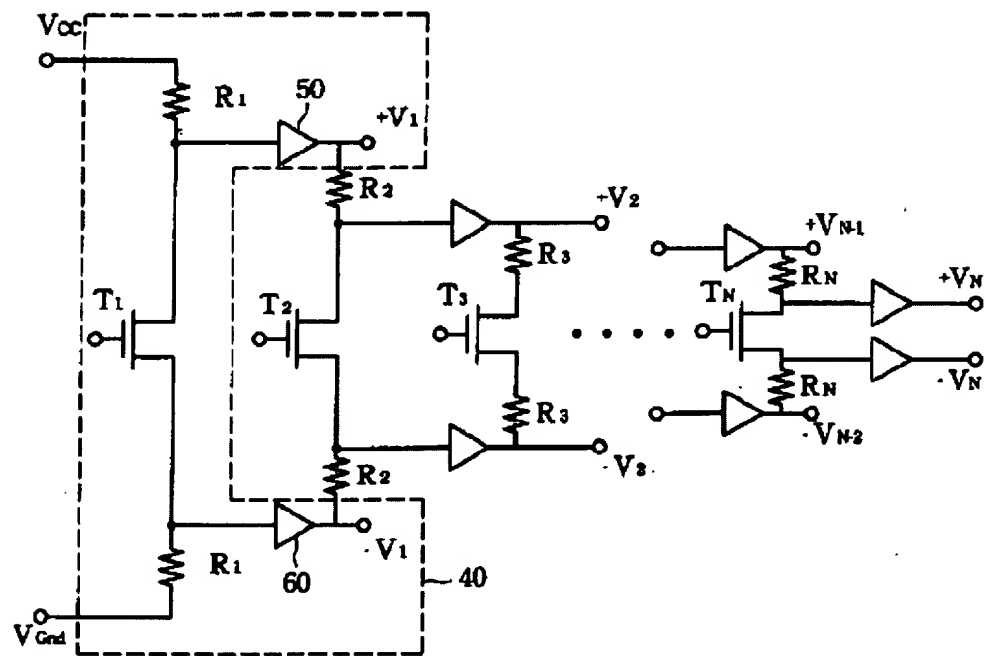 Vcc
R1
50
+V1
R2
+V2
R3
+VN-1
RN
+VN
T1
T2
T3
TN
-VN
RN
-VN-2
R3
-V3
R2
R1
60
-V1
40
VGnd